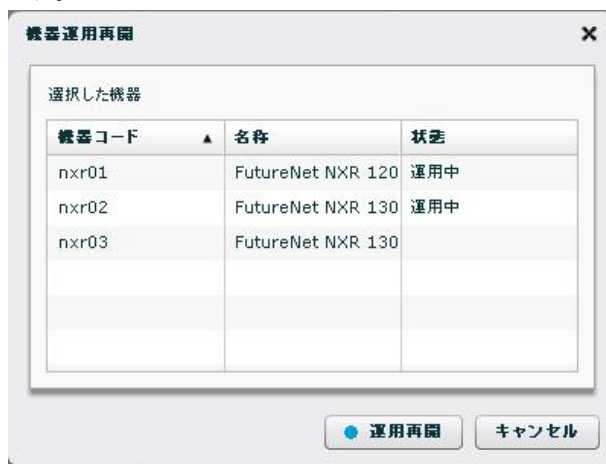 機器運用再開
選択した機器
機器コード 名称 状態
nxr01 FutureNet NXR 120 運用中
nxr02 FutureNet NXR 130 運用中
nxr03 FutureNet NXR 130
運用再開 キャンセル